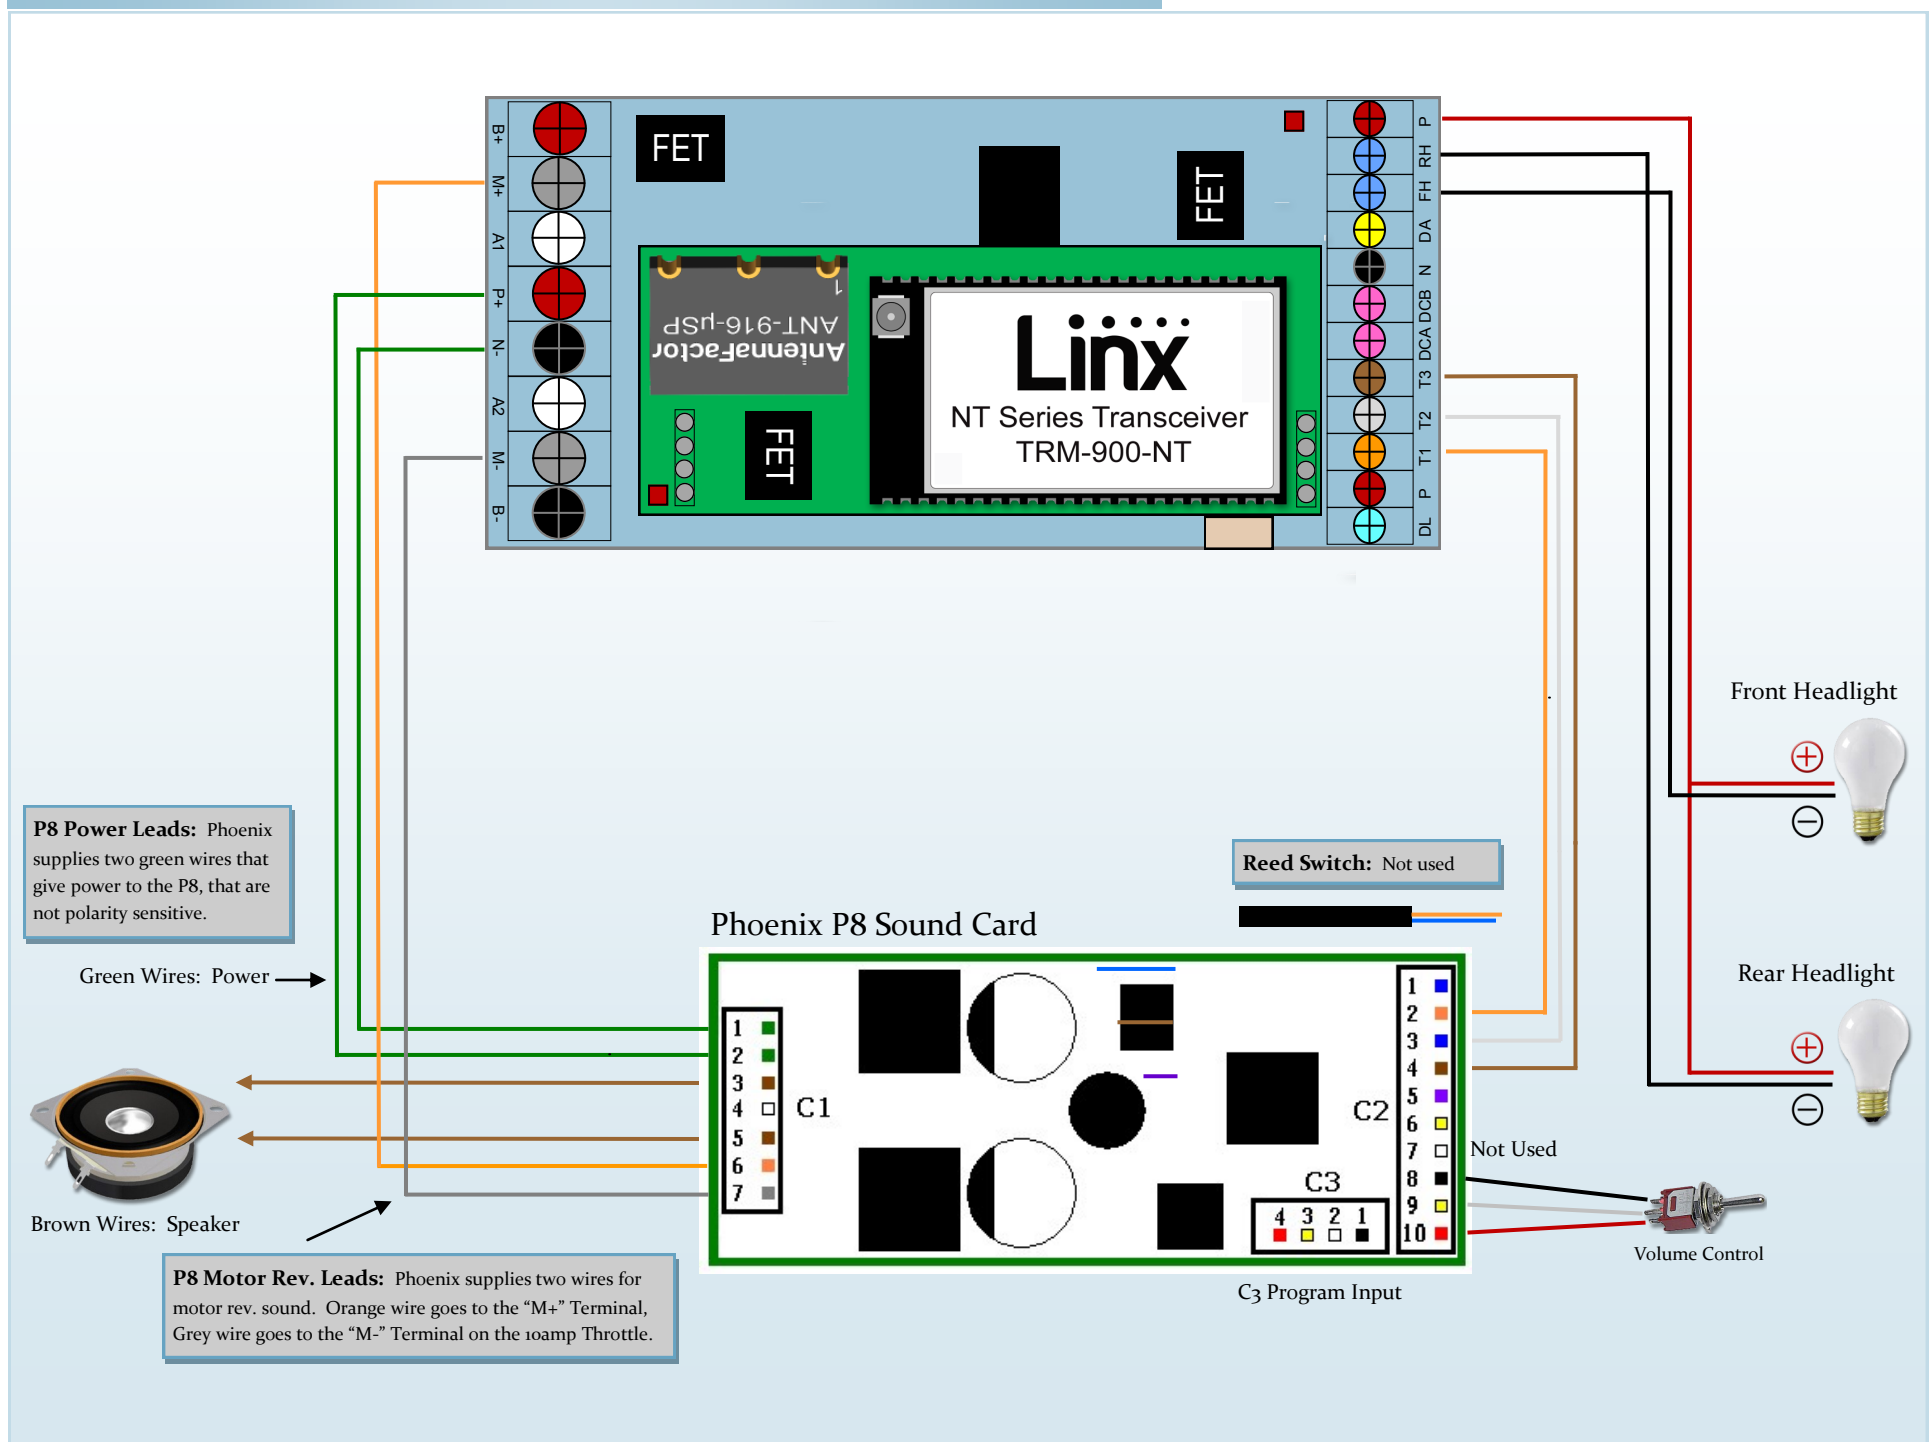 B+
M+
A1
P+
N-
A2
M-
B-
FET
FET
FET
1
ANT-916-µSP
AntennaFactor
Linx
NT Series Transceiver
TRM-900-NT
P
RH
FH
DA
N
DCB
DCA
T3
T2
T1
P
DL
Front Headlight
+
−
P8 Power Leads: Phoenix
supplies two green wires that
give power to the P8, that are
not polarity sensitive.
Reed Switch: Not used
Phoenix P8 Sound Card
Green Wires: Power
Rear Headlight
+
−
1
2
3
4
5
6
7
C1
C2
1
2
3
4
5
6
7
8
9
10
Not Used
C3
4 3 2 1
Brown Wires: Speaker
Volume Control
P8 Motor Rev. Leads: Phoenix supplies two wires for
motor rev. sound. Orange wire goes to the “M+” Terminal,
Grey wire goes to the “M-” Terminal on the 10amp Throttle.
C3 Program Input